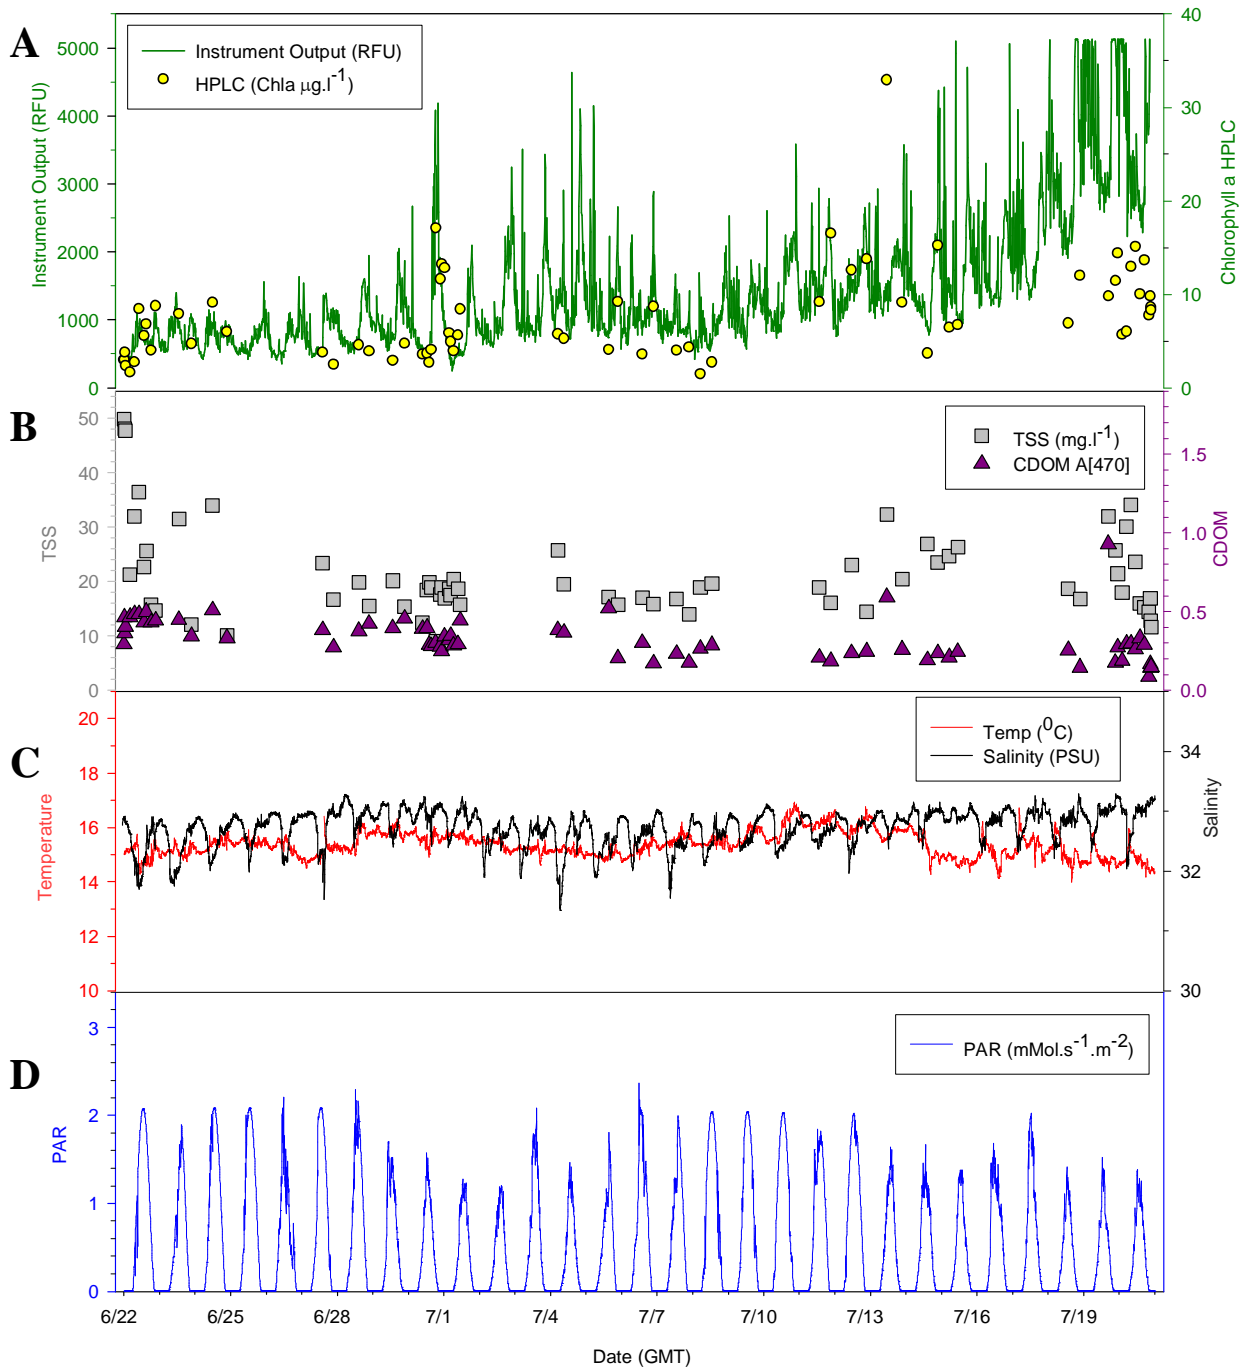 A
Instrument Output (RFU)
HPLC (Chla μg.l⁻¹)
5000
4000
3000
2000
1000
0
Instrument Output (RFU)
40
30
20
10
0
Chlorophyll a HPLC
B
TSS (mg.l⁻¹)
CDOM A[470]
50
40
30
20
10
0
TSS
1.5
1.0
0.5
0.0
CDOM
C
Temp (⁰C)
Salinity (PSU)
20
18
16
14
12
10
Temperature
34
33
32
30
Salinity
D
PAR (mMol.s⁻¹.m⁻²)
3
2
1
0
PAR
6/22 6/25 6/28 7/1 7/4 7/7 7/10 7/13 7/16 7/19
Date (GMT)